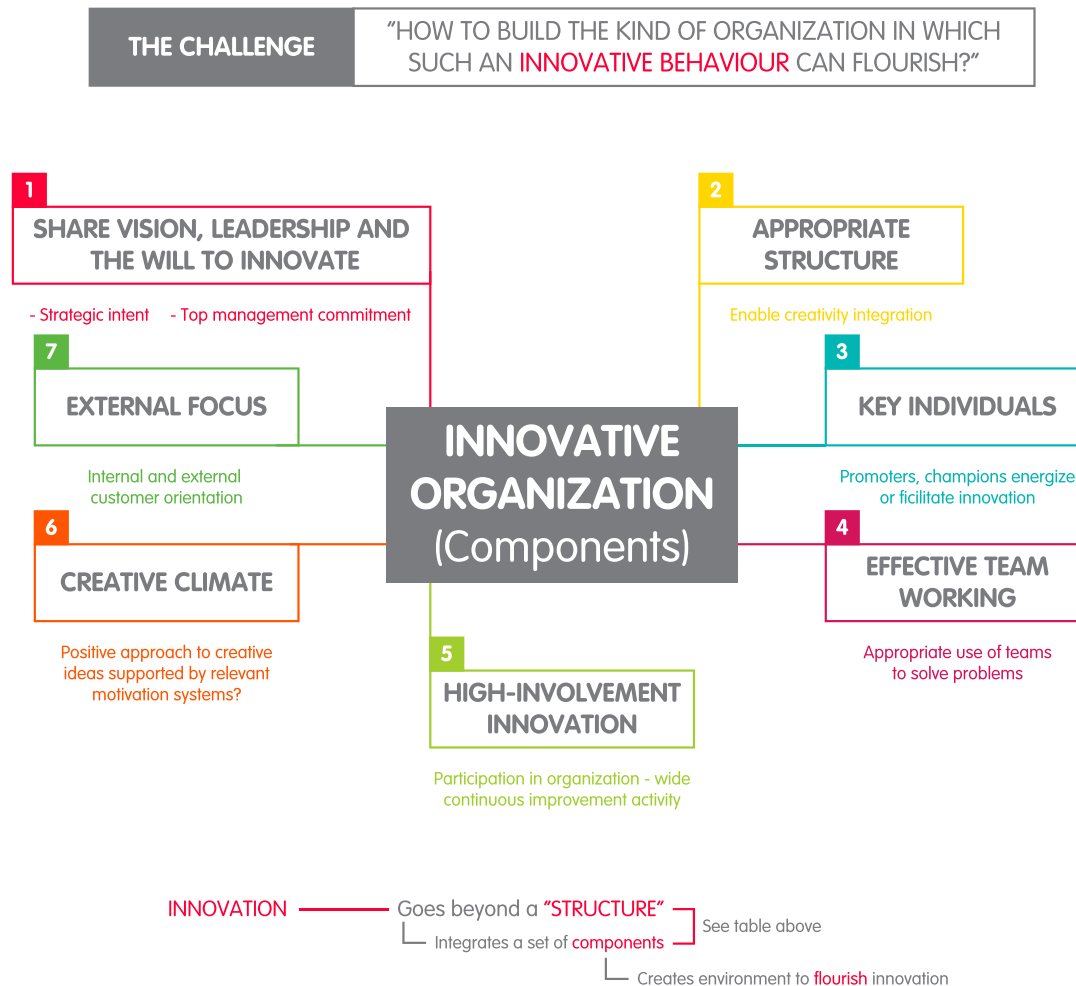 THE CHALLENGE
"HOW TO BUILD THE KIND OF ORGANIZATION IN WHICH
SUCH AN INNOVATIVE BEHAVIOUR CAN FLOURISH?"
1
SHARE VISION, LEADERSHIP AND
THE WILL TO INNOVATE
- Strategic intent - Top management commitment
2
APPROPRIATE
STRUCTURE
Enable creativity integration
7
EXTERNAL FOCUS
Internal and external
customer orientation
3
KEY INDIVIDUALS
Promoters, champions energize
or ficilitate innovation
INNOVATIVE
ORGANIZATION
(Components)
6
CREATIVE CLIMATE
Positive approach to creative
ideas supported by relevant
motivation systems?
4
EFFECTIVE TEAM
WORKING
Appropriate use of teams
to solve problems
5
HIGH-INVOLVEMENT
INNOVATION
Participation in organization - wide
continuous improvement activity
INNOVATION
Goes beyond a "STRUCTURE"
Integrates a set of components
See table above
Creates environment to flourish innovation